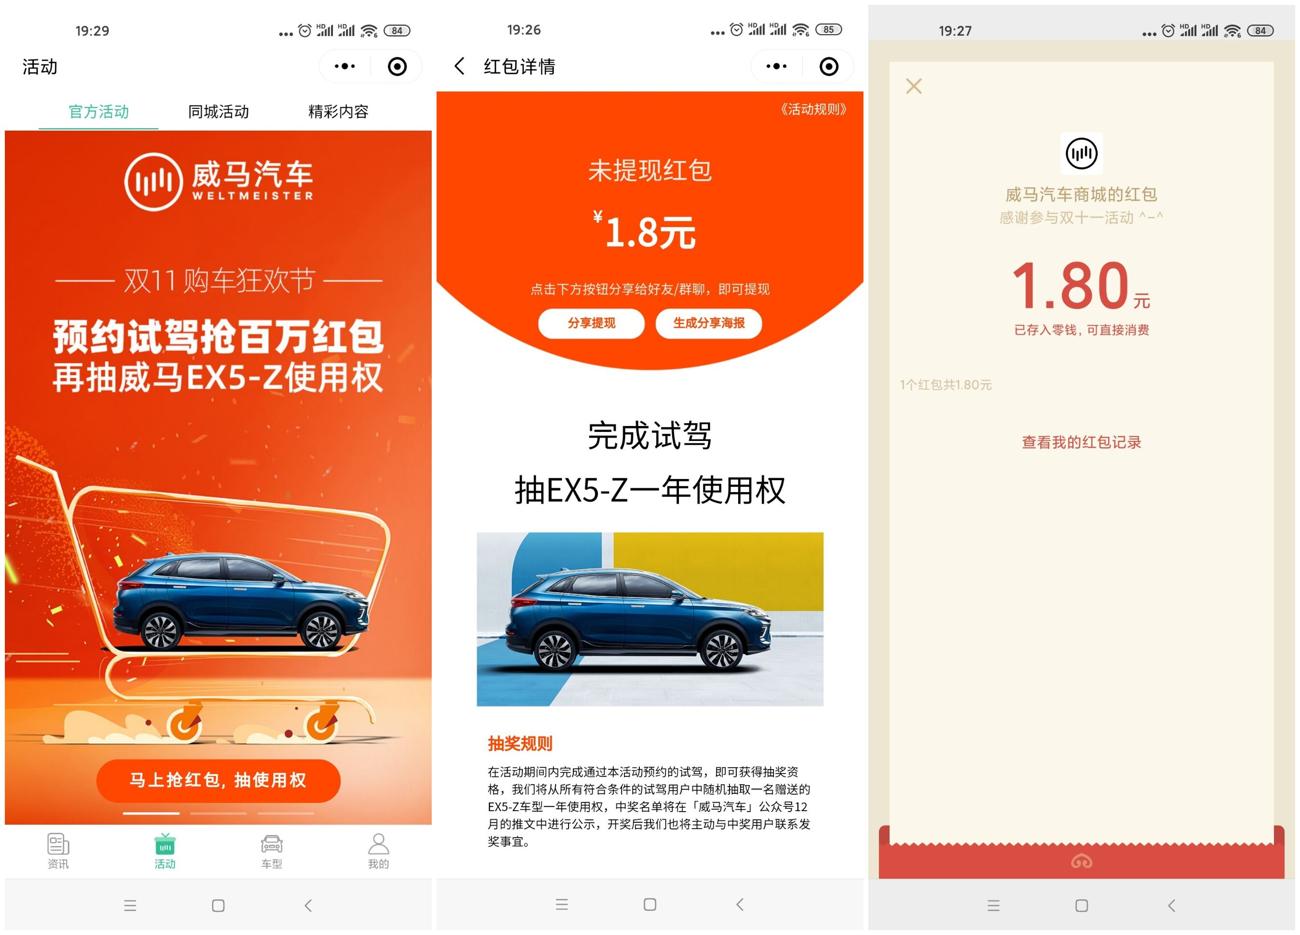 19:29
HD
HD
84
活动
官方活动
同城活动
精彩内容
威马汽车
WELTMEISTER
双11 购车狂欢节
预约试驾抢百万红包
再抽威马EX5-Z使用权
马上抢红包, 抽使用权
资讯
活动
车型
我的
19:26
HD
HD
85
红包详情
《活动规则》
未提现红包
¥1.8元
点击下方按钮分享给好友/群聊，即可提现
分享提现
生成分享海报
完成试驾
抽EX5-Z一年使用权
抽奖规则
在活动期间内完成通过本活动预约的试驾，即可获得抽奖资
格，我们将从所有符合条件的试驾用户中随机抽取一名赠送的
EX5-Z车型一年使用权，中奖名单将在「威马汽车」公众号12
月的推文中进行公示，开奖后我们也将主动与中奖用户联系发
奖事宜。
19:27
HD
HD
84
威马汽车商城的红包
感谢参与双十一活动 ^-^
1.80元
已存入零钱，可直接消费
1个红包共1.80元
查看我的红包记录